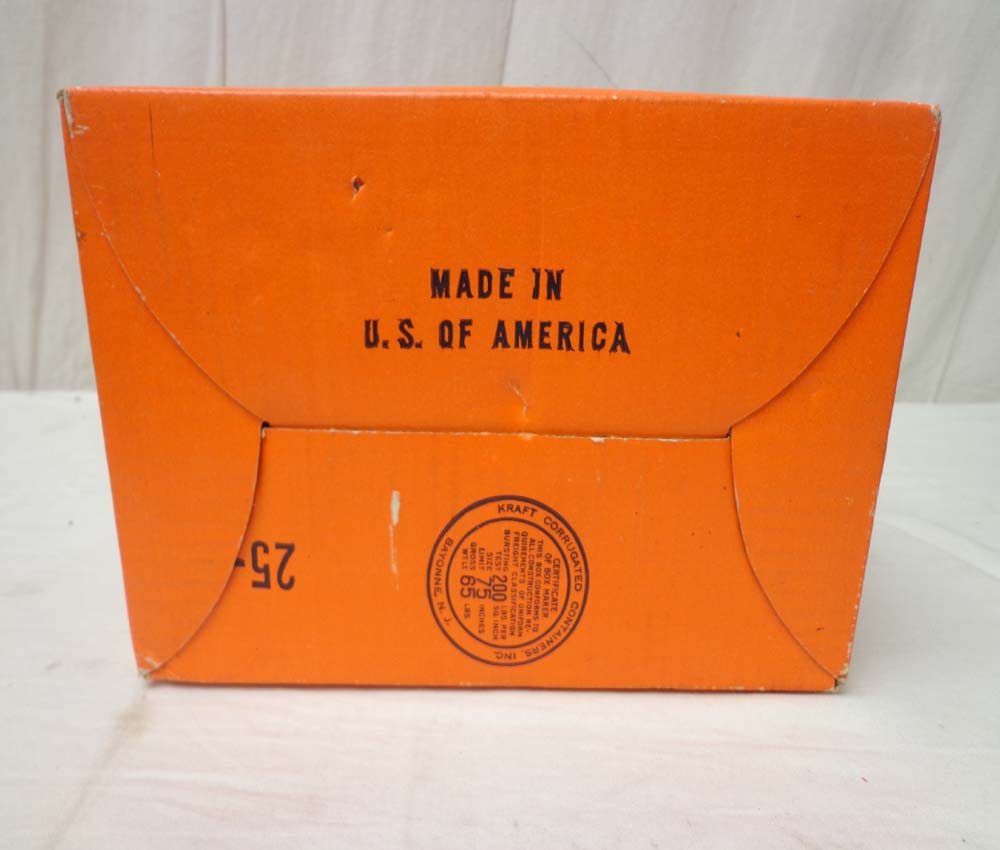 MADE IN
U.S. OF AMERICA
25-
KRAFT CORRUGATED CONTAINERS, INC.
BAYONNE, N. J.
CERTIFICATE
OF BOX MAKER
THIS BOX CONFORMS TO
ALL CONSTRUCTION RE-
QUIREMENTS OF UNIFORM
FREIGHT CLASSIFICATION
BURSTING TEST 200 LBS. PER SQ. INCH
SIZE LIMIT 75 INCHES
GROSS WT. LT. 65 LBS.